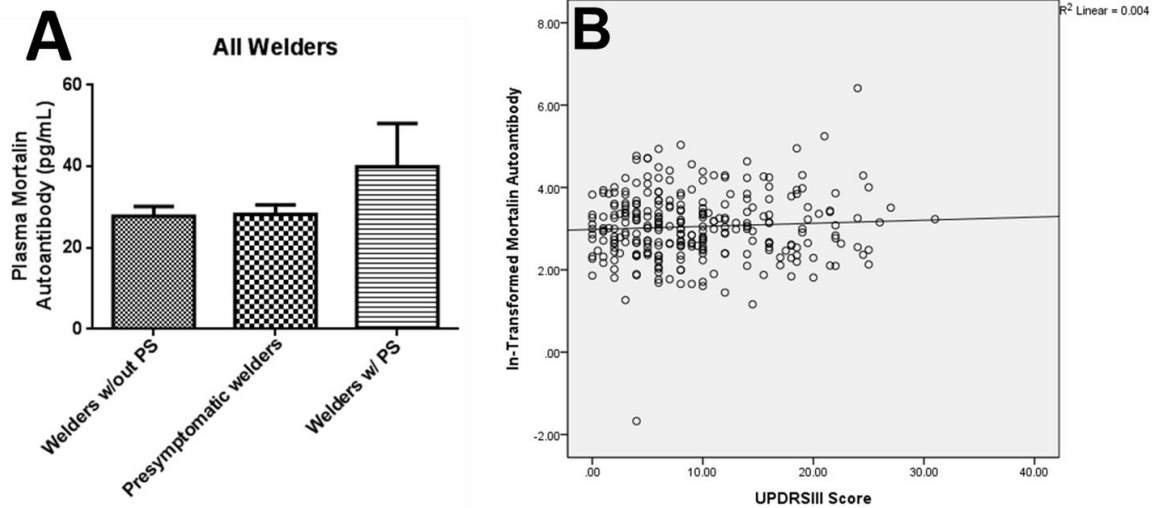 A
All Welders
Plasma Mortalin
Autoantibody (pg/mL)
60
40
20
0
Welders w/out PS
Presymptomatic welders
Welders w/ PS
B
R² Linear = 0.004
ln-Transformed Mortalin Autoantibody
8.00
6.00
4.00
2.00
.00
-2.00
.00
10.00
20.00
30.00
40.00
UPDRSIII Score